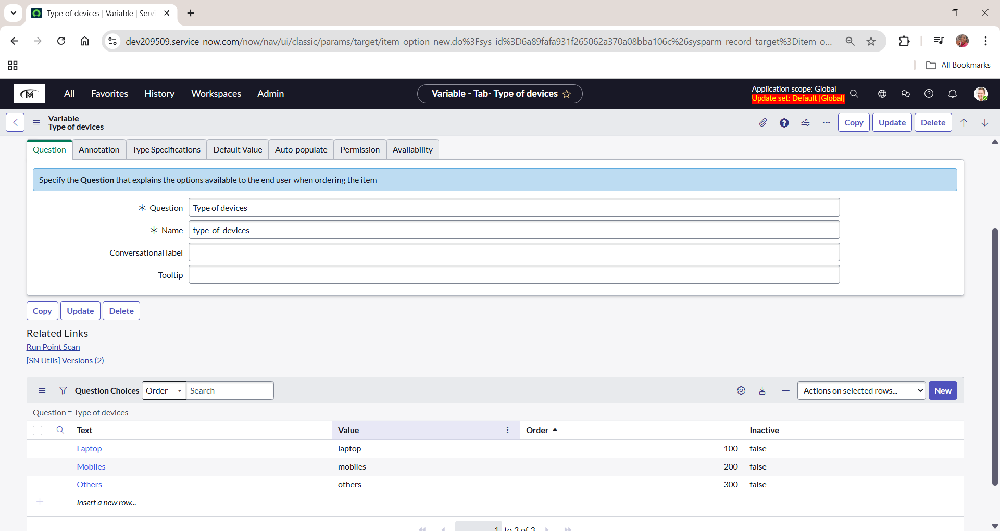 Type of devices | Variable | Servi
dev209509.service-now.com/now/nav/ui/classic/params/target/item_option_new.do%3Fsys_id%3D6a89fafa931f265062a370a08bba106c%26sysparm_record_target%3Ditem_o...
All Bookmarks
M All Favorites History Workspaces Admin Variable - Tab- Type of devices Application scope: Global
Update set: Default [Global]
Variable
Type of devices
Copy Update Delete
Question Annotation Type Specifications Default Value Auto-populate Permission Availability
Specify the Question that explains the options available to the end user when ordering the item
Question Type of devices
Name type_of_devices
Conversational label
Tooltip
Copy Update Delete
Related Links
Run Point Scan
[SN Utils] Versions (2)
Question Choices Order Search Actions on selected rows... New
Question = Type of devices
Text Value Order Inactive
Laptop laptop 100 false
Mobiles mobiles 200 false
Others others 300 false
Insert a new row...
1 to 3 of 3